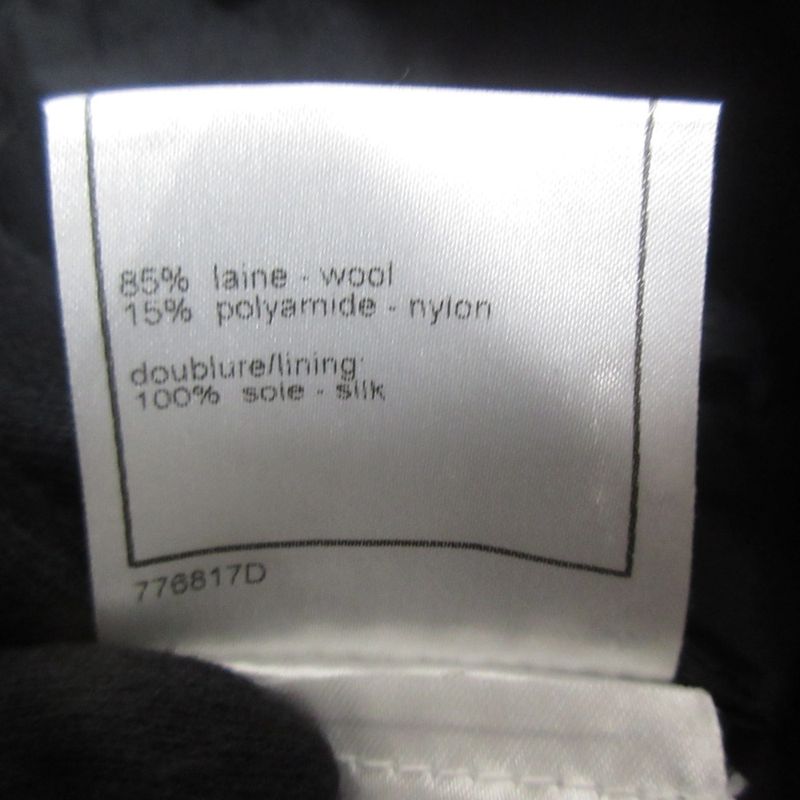 85% laine - wool
15% polyamide - nylon
doublure/lining:
100% soie - silk
776817D